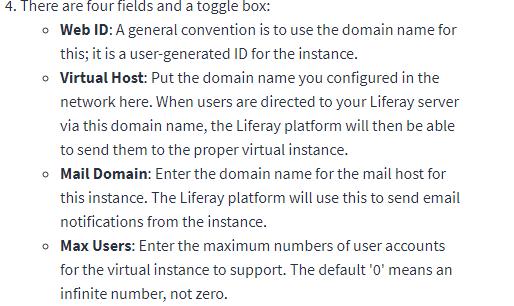 4. There are four fields and a toggle box:
◦ Web ID: A general convention is to use the domain name for
this; it is a user-generated ID for the instance.
◦ Virtual Host: Put the domain name you configured in the
network here. When users are directed to your Liferay server
via this domain name, the Liferay platform will then be able
to send them to the proper virtual instance.
◦ Mail Domain: Enter the domain name for the mail host for
this instance. The Liferay platform will use this to send email
notifications from the instance.
◦ Max Users: Enter the maximum numbers of user accounts
for the virtual instance to support. The default '0' means an
infinite number, not zero.